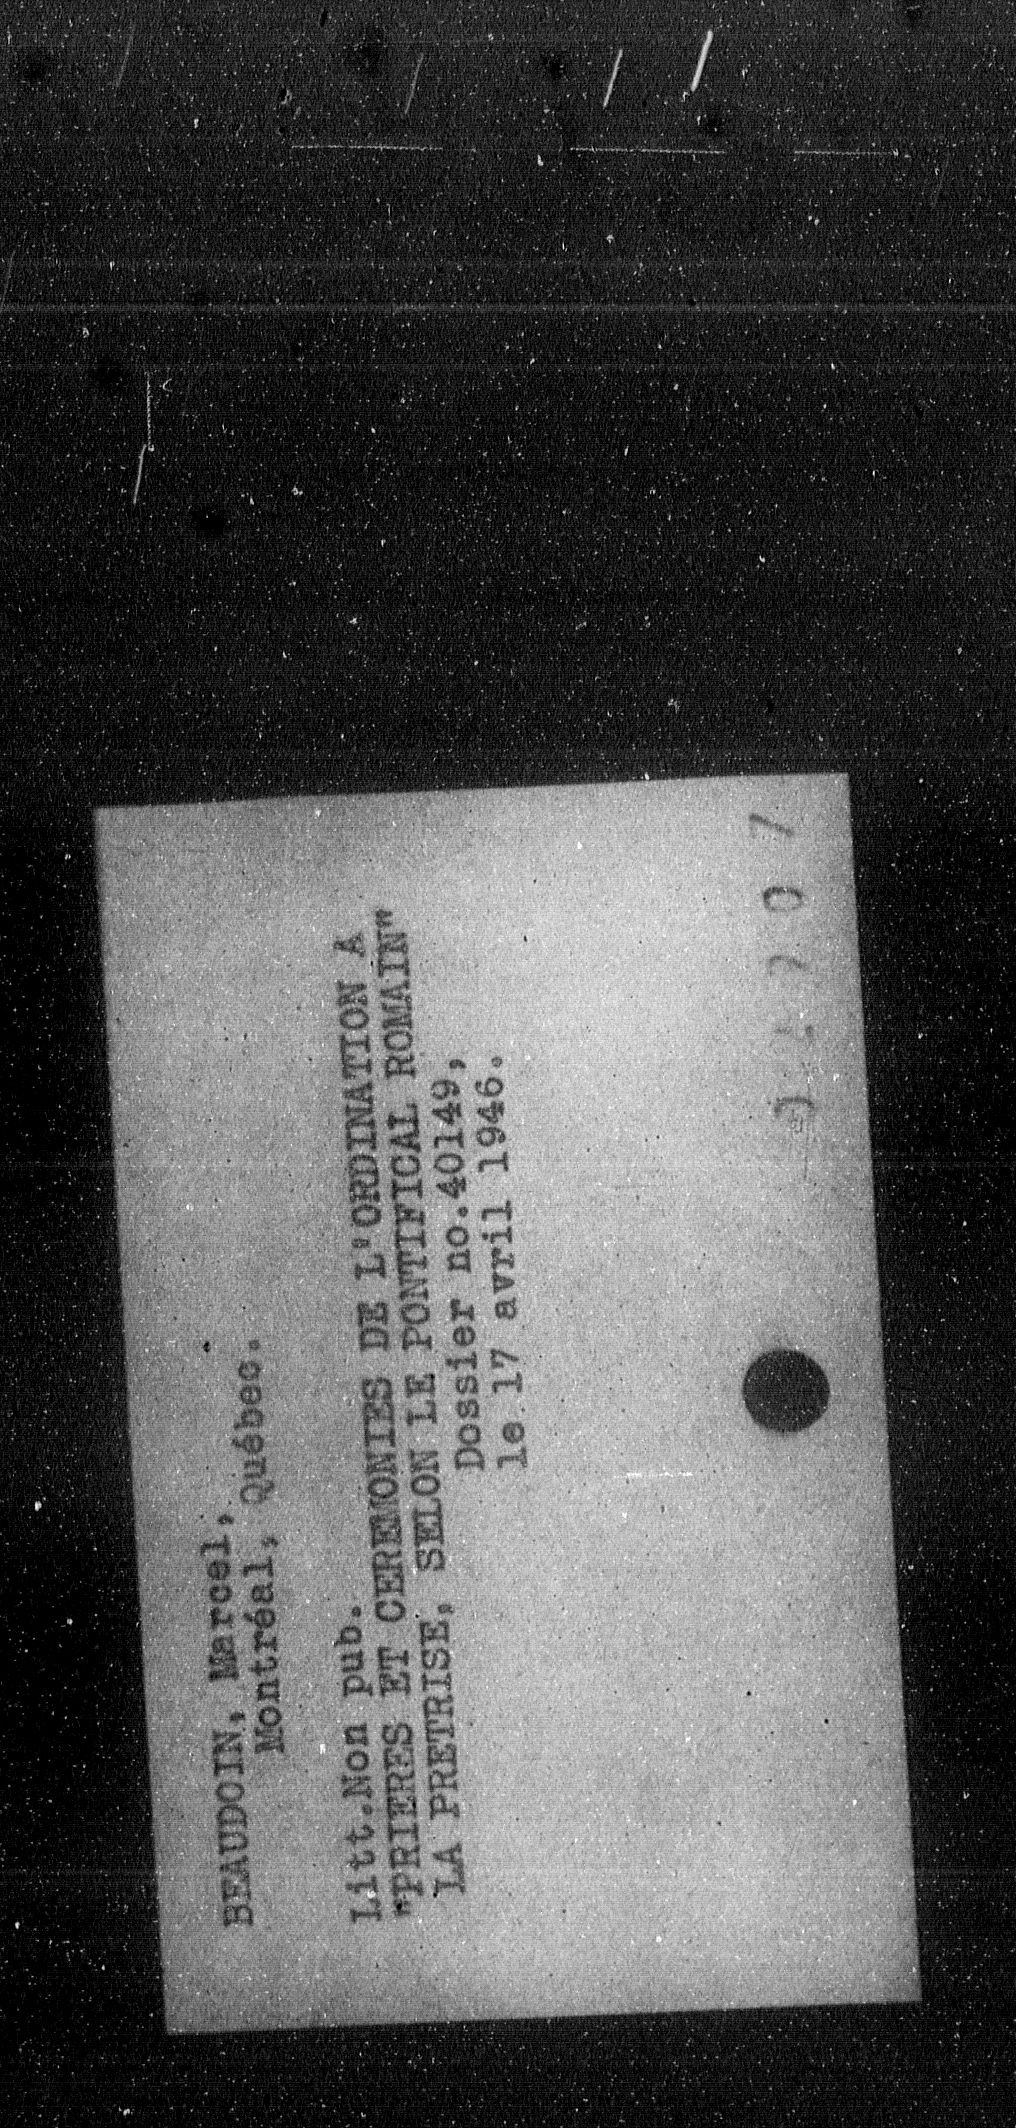 BEAUDOIN, Marcel,
Montréal, Québec.
Litt.Non pub.
"PRIERES ET CEREMONIES DE L'ORDINATION A
LA PRETRISE, SELON LE PONTIFICAL ROMAIN"
Dossier no.40149,
le 17 avril 1946.